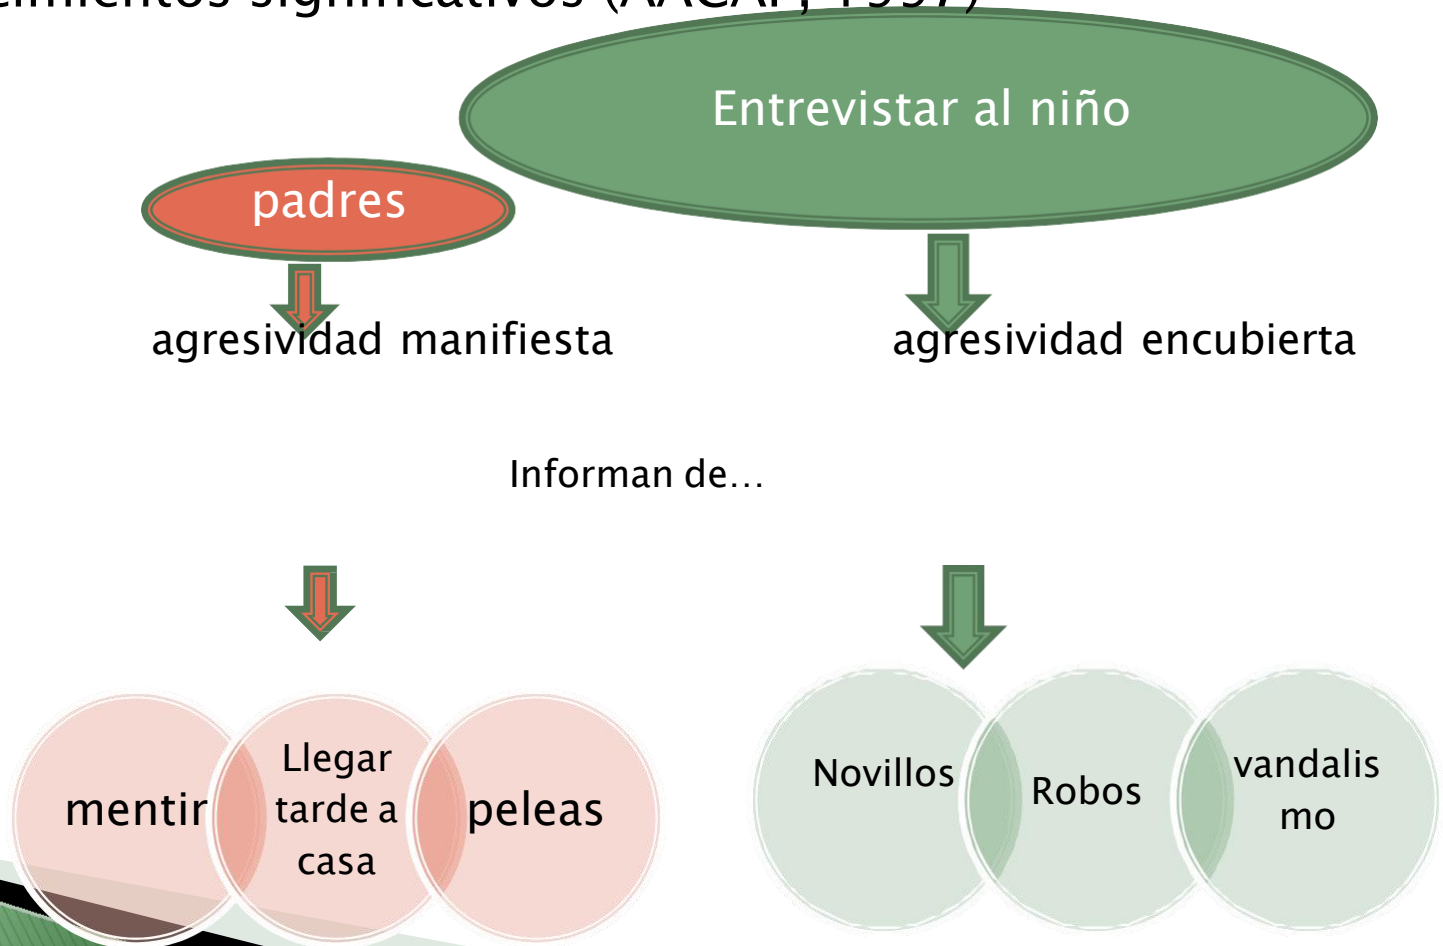 significativos
Entrevistar al niño
padres
agresividad manifiesta
agresividad encubierta
Informan de...
mentir
Llegar
tarde a
casa
peleas
Novillos
Robos
vandalis
mo